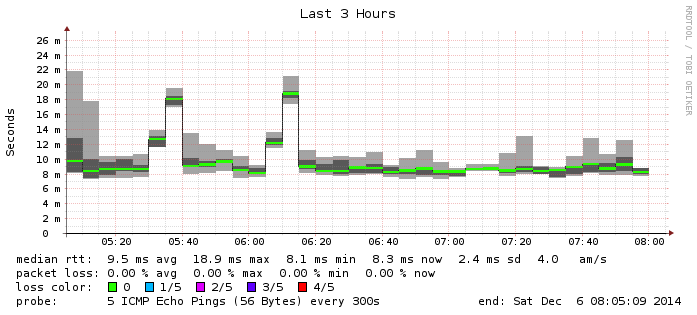 Last 3 Hours
RRDTOOL / TOBI OETIKER
Seconds
26 m
24 m
22 m
20 m
18 m
16 m
14 m
12 m
10 m
8 m
6 m
4 m
2 m
0
05:20 05:40 06:00 06:20 06:40 07:00 07:20 07:40 08:00
median rtt: 9.5 ms avg 18.9 ms max 8.1 ms min 8.3 ms now 2.4 ms sd 4.0 am/s
packet loss: 0.00 % avg 0.00 % max 0.00 % min 0.00 % now
loss color: 0 1/5 2/5 3/5 4/5
probe: 5 ICMP Echo Pings (56 Bytes) every 300s end: Sat Dec 6 08:05:09 2014